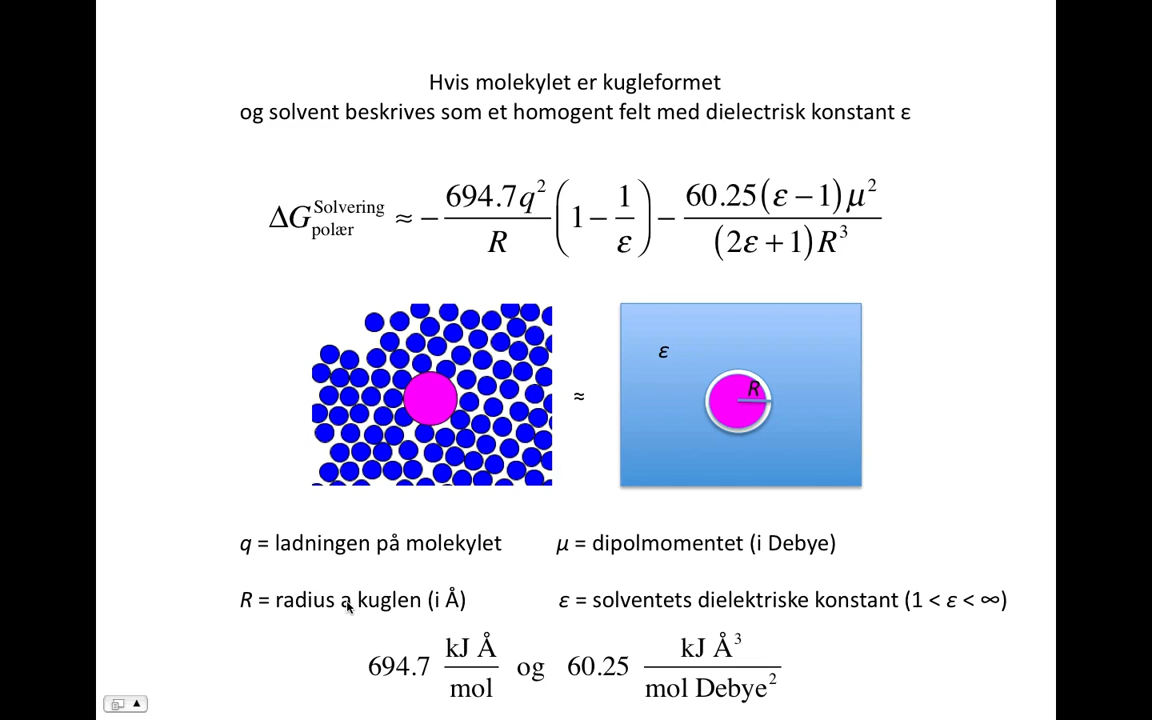 Hvis molekylet er kugleformet
og solvent beskrives som et homogent felt med dielectrisk konstant ε
ΔG^Solvering_polær ≈ − 694.7q²/R (1 − 1/ε) − 60.25(ε − 1)μ²/(2ε + 1)R³
ε
R
≈
q = ladningen på molekylet μ = dipolmomentet (i Debye)
R = radius a kuglen (i Å) ε = solventets dielektriske konstant (1 < ε < ∞)
694.7 kJ Å/mol og 60.25 kJ Å³/mol Debye²